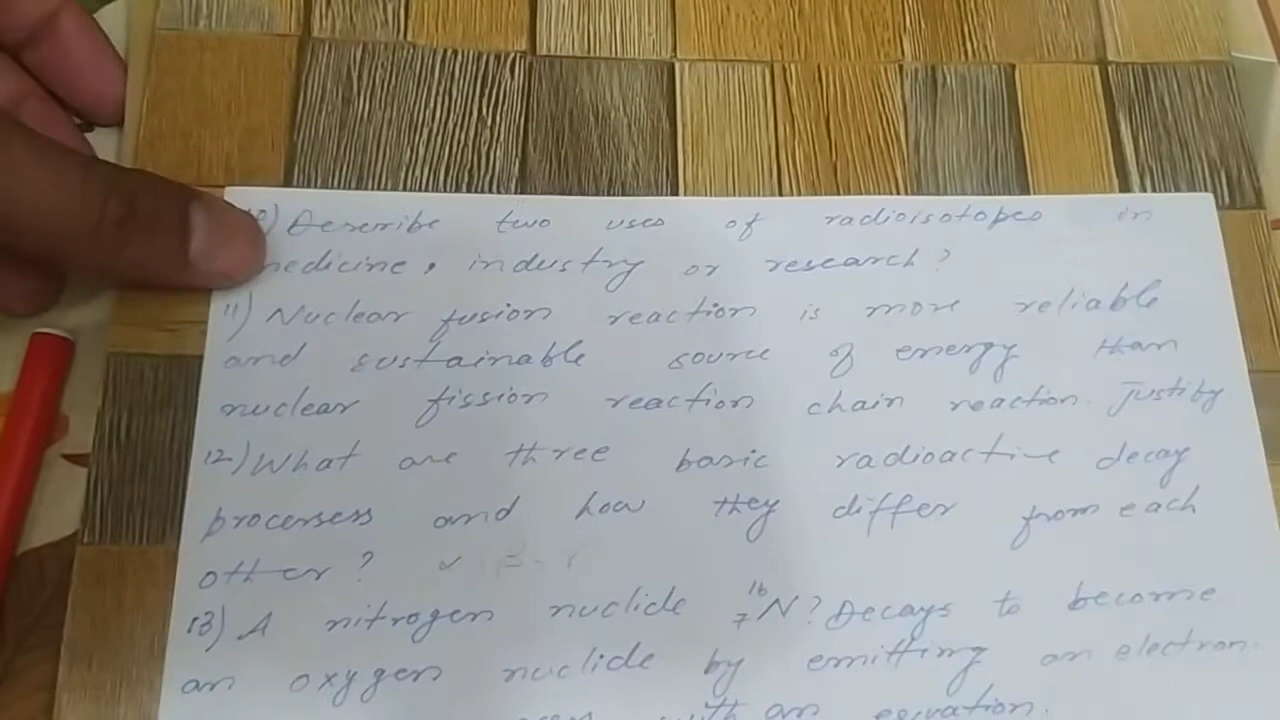 10) Describe two uses of radioisotopes in
medicine, industry or research?
11) Nuclear fusion reaction is more reliable
and sustainable source of energy than
nuclear fission reaction chain reaction. Justify
12) What are three basic radioactive decay
processess and how they differ from each
other?
13) A nitrogen nuclide ¹⁶₇N? Decays to become
an oxygen nuclide by emitting an electron.
with an equation.